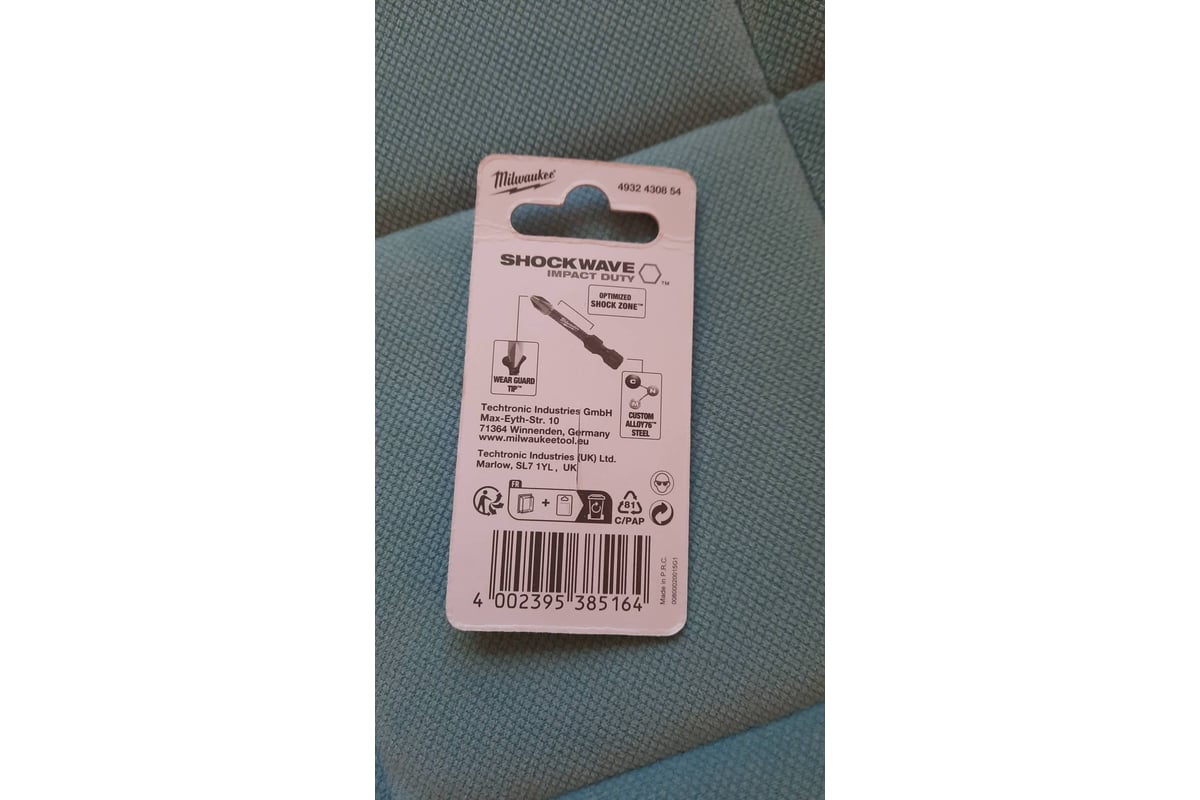 Milwaukee
4932 4308 54
SHOCKWAVE
IMPACT DUTY ™
OPTIMIZED
SHOCK ZONE™
Milwaukee
WEAR GUARD
TIP™
C N
M
CUSTOM
ALLOY76™
STEEL
Techtronic Industries GmbH
Max-Eyth-Str. 10
71364 Winnenden, Germany
www.milwaukeetool.eu
Techtronic Industries (UK) Ltd.
Marlow, SL7 1YL, UK
FR
+
81
C/PAP
4 002395 385164
Made in P.R.C.